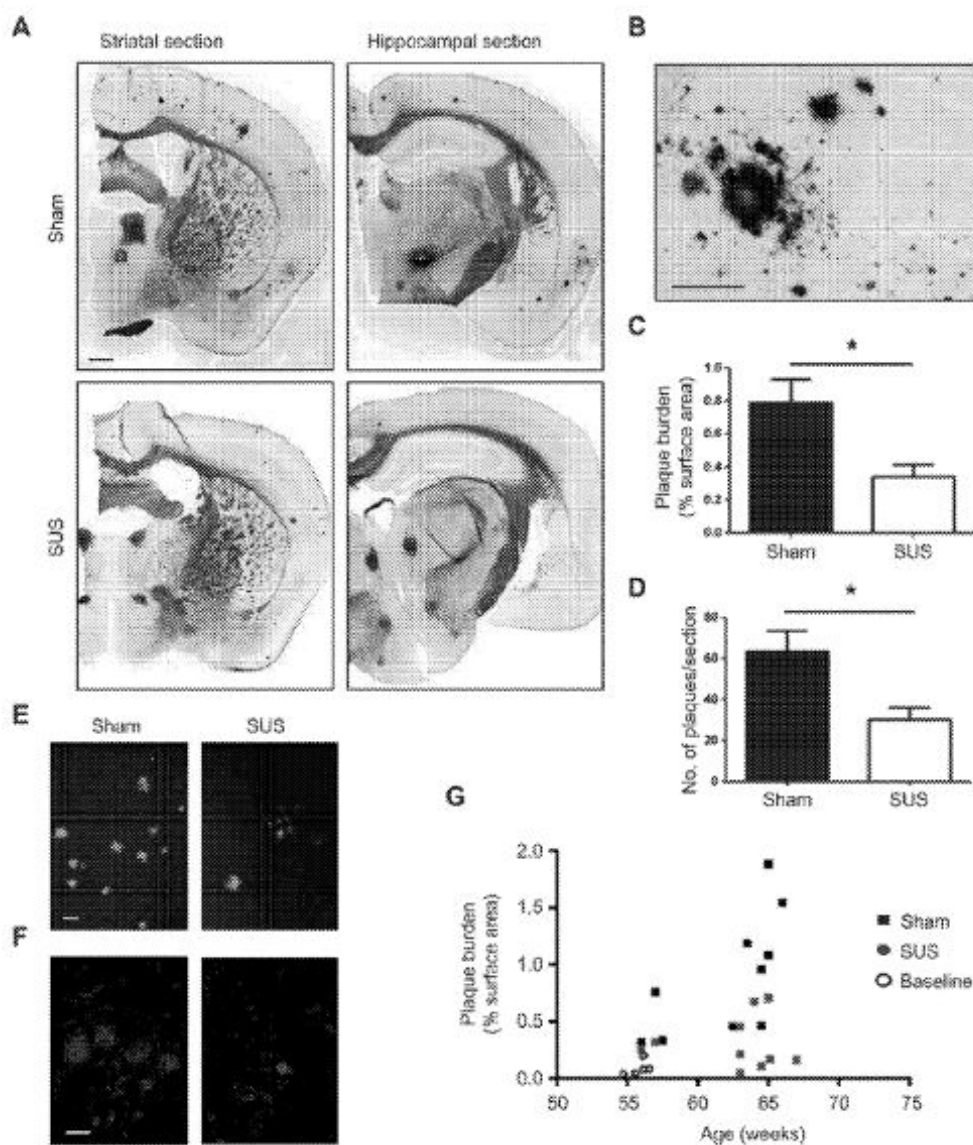 A
Striatal section
Hippocampal section
Sham
SUS
B
C
Plaque burden
(% surface area)
*
0.8
0.6
0.4
0.2
0.0
Sham
SUS
D
No. of plaques/section
*
80
60
40
20
0
Sham
SUS
E
Sham
SUS
F
G
Plaque burden
(% surface area)
2.0
1.5
1.0
0.5
0.0
50
55
60
65
70
75
Age (weeks)
Sham
SUS
Baseline